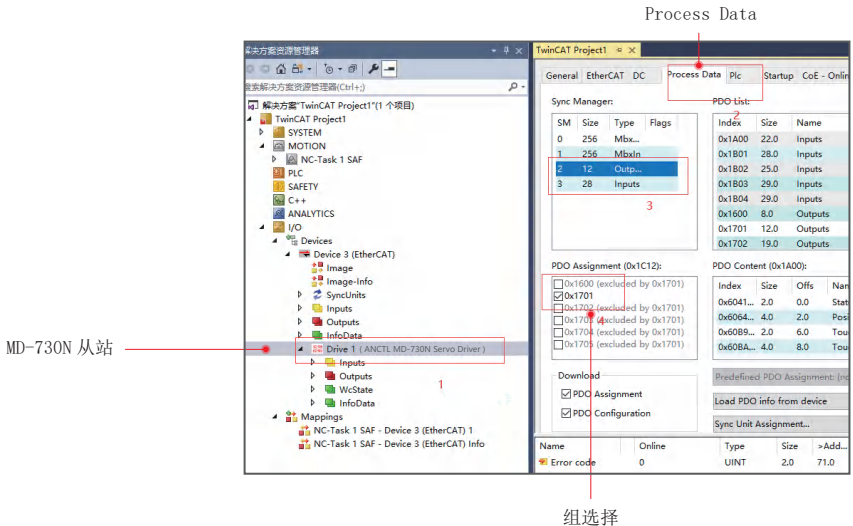 Process Data
解决方案资源管理器
TwinCAT Project1
General EtherCAT DC Process Data Plc Startup CoE - Onlin
搜索解决方案资源管理器(Ctrl+;)
解决方案"TwinCAT Project1"(1 个项目)
TwinCAT Project1
SYSTEM
MOTION
NC-Task 1 SAF
PLC
SAFETY
C++
ANALYTICS
I/O
Devices
Device 3 (EtherCAT)
Image
Image-Info
SyncUnits
Inputs
Outputs
InfoData
MD-730N 从站
Drive 1 ( ANCTL MD-730N Servo Driver )
Inputs
Outputs
WcState
InfoData
1
Mappings
NC-Task 1 SAF - Device 3 (EtherCAT) 1
NC-Task 1 SAF - Device 3 (EtherCAT) Info
Sync Manager:
SM Size Type Flags
0 256 Mbx...
1 256 MbxIn
2 12 Outp...
3 28 Inputs
3
PDO List:
2
Index Size Name
0x1A00 22.0 Inputs
0x1B01 28.0 Inputs
0x1B02 25.0 Inputs
0x1B03 29.0 Inputs
0x1B04 29.0 Inputs
0x1600 8.0 Outputs
0x1701 12.0 Outputs
0x1702 19.0 Outputs
PDO Assignment (0x1C12):
0x1600 (excluded by 0x1701)
0x1701
0x1702 (excluded by 0x1701)
0x1703 (excluded by 0x1701)
0x1704 (excluded by 0x1701)
0x1705 (excluded by 0x1701)
4
PDO Content (0x1A00):
Index Size Offs Nan
0x6041... 2.0 0.0 Stat
0x6064... 4.0 2.0 Posi
0x60B9... 2.0 6.0 Tou
0x60BA... 4.0 8.0 Tou
Download
PDO Assignment
PDO Configuration
Predefined PDO Assignment: (no
Load PDO info from device
Sync Unit Assignment...
Name Online Type Size >Add...
Error code 0 UINT 2.0 71.0
组选择